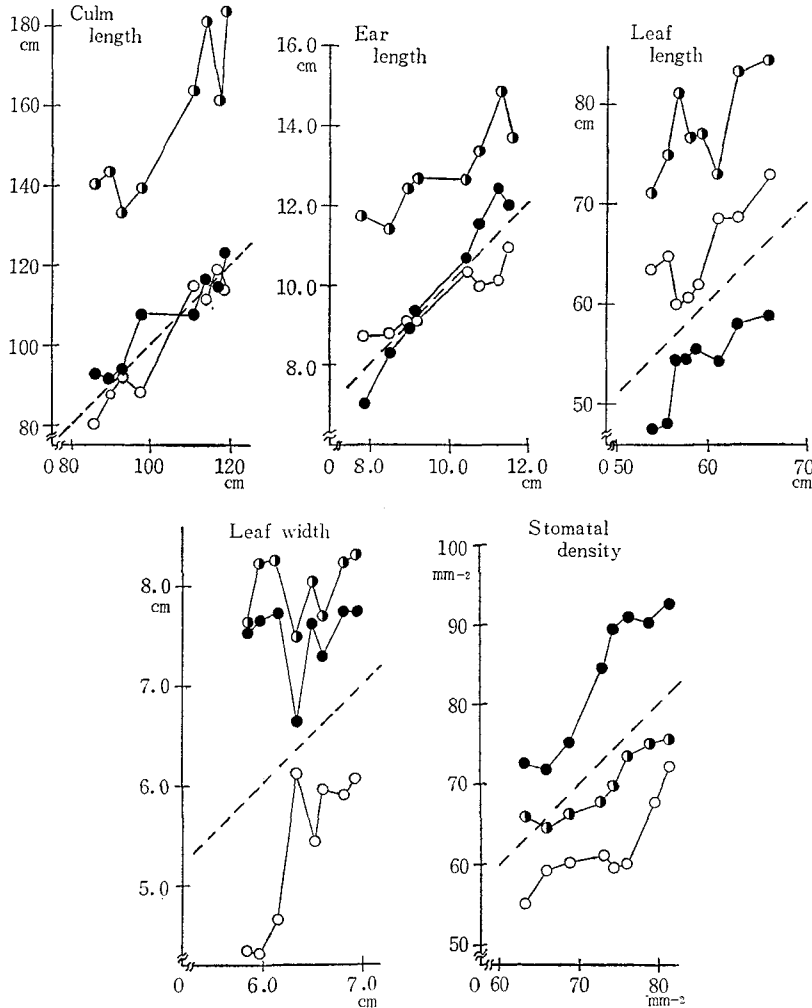 Culm
length
180
cm
160
140
120
100
80
0 80
100
120
cm
Ear
length
16.0
cm
14.0
12.0
10.0
8.0
0
8.0
10.0
12.0
cm
Leaf
length
80
cm
70
60
50
0 50
60
70
cm
Leaf width
8.0
cm
7.0
6.0
5.0
0
6.0
7.0
cm
Stomatal
density
100
mm-2
90
80
70
60
50
0 60
70
80
mm-2